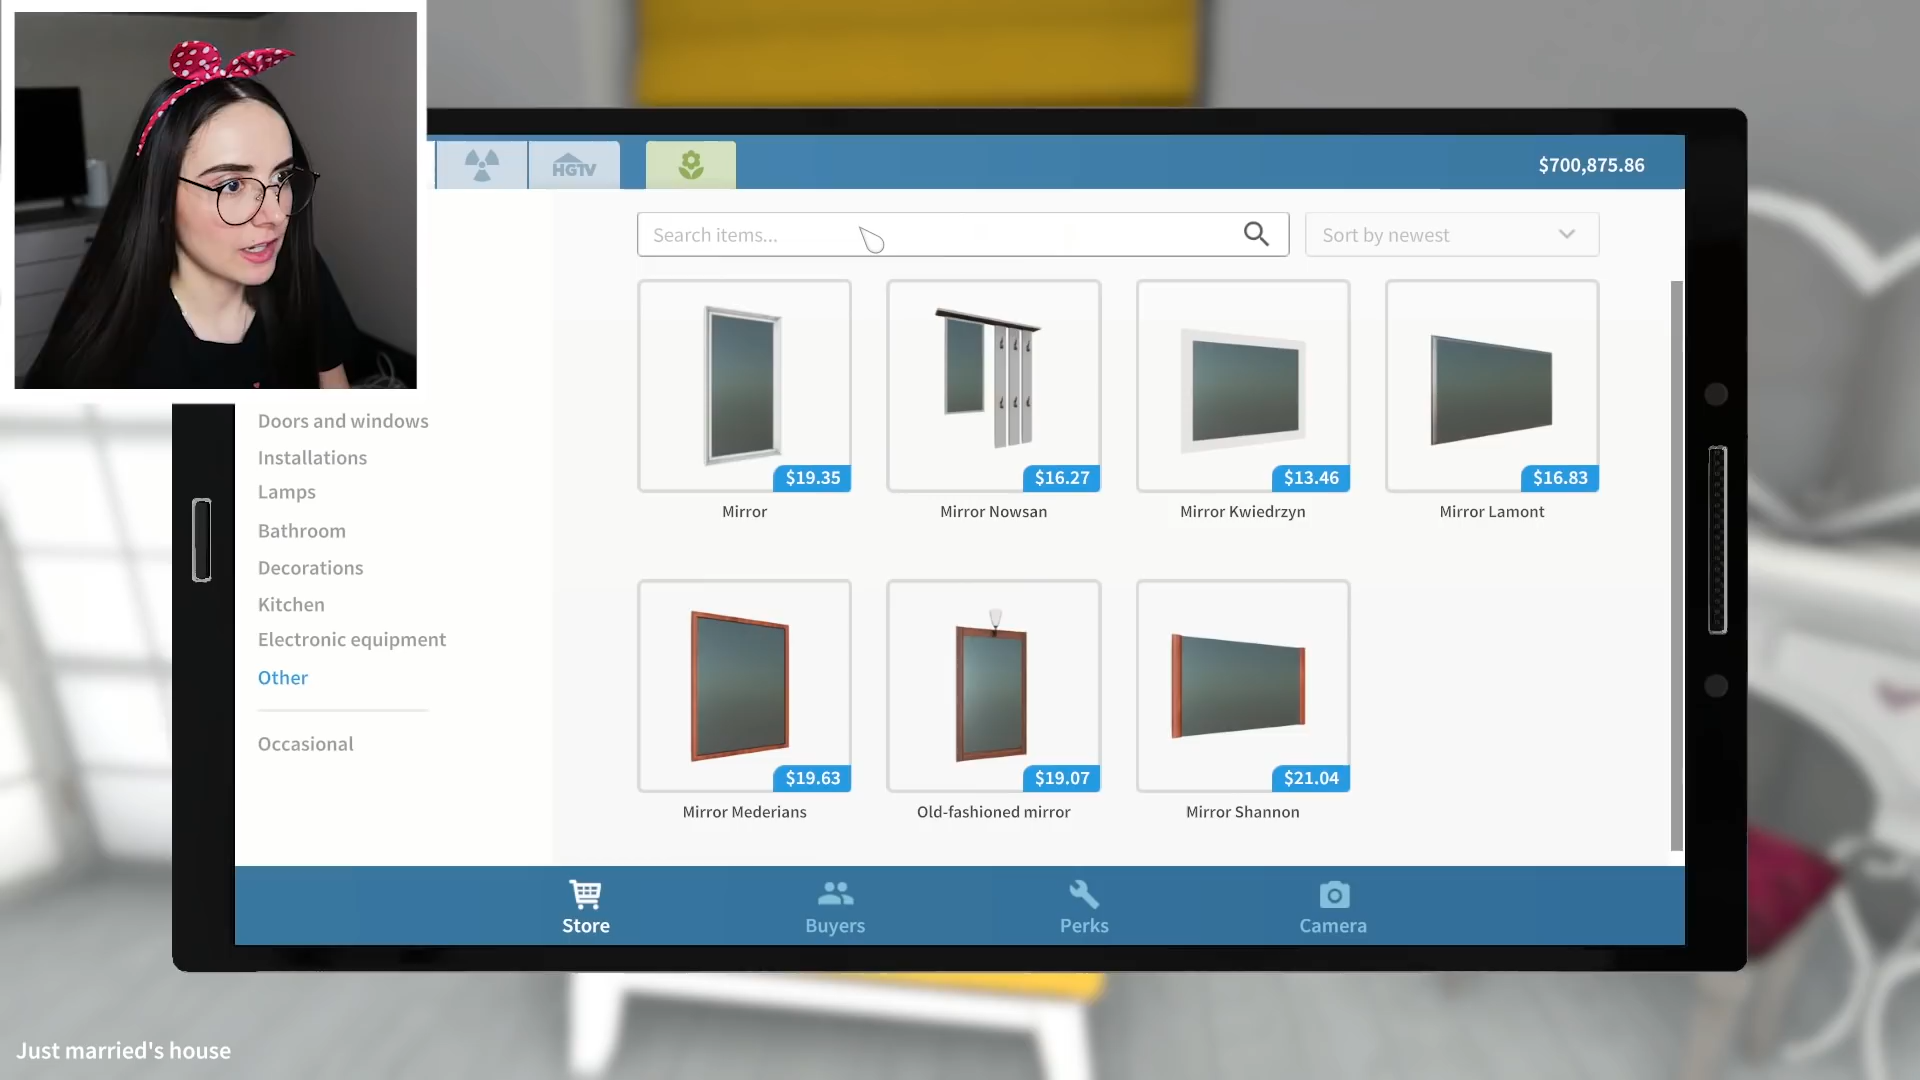 HGTV
$700,875.86
Search items...
Sort by newest
Doors and windows
Installations
Lamps
Bathroom
Decorations
Kitchen
Electronic equipment
Other
Occasional
$19.35
$16.27
$13.46
$16.83
Mirror
Mirror Nowsan
Mirror Kwiedrzyn
Mirror Lamont
$19.63
$19.07
$21.04
Mirror Mederians
Old-fashioned mirror
Mirror Shannon
Store
Buyers
Perks
Camera
Just married's house